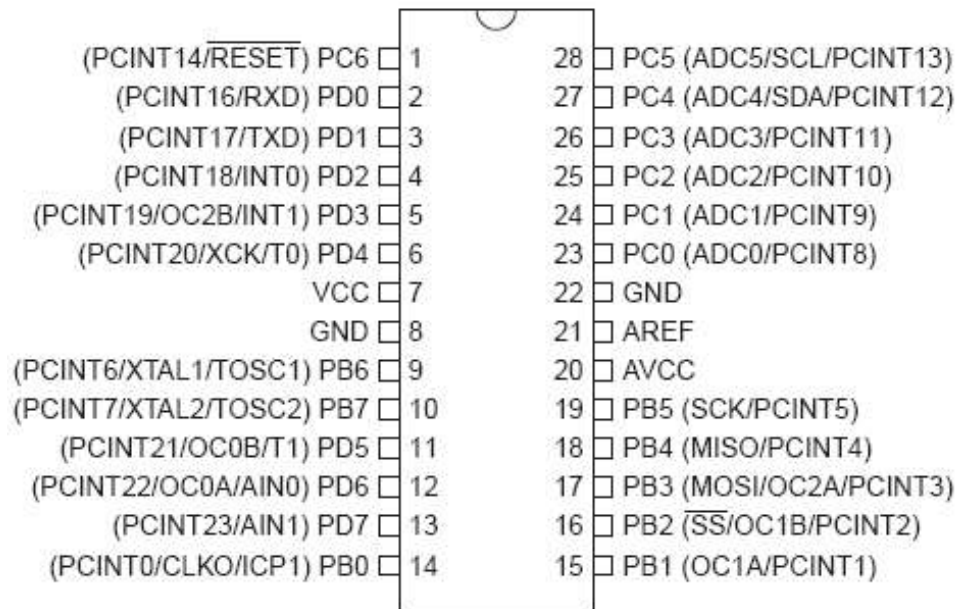 (PCINT14/RESET) PC6 1 28 PC5 (ADC5/SCL/PCINT13)
(PCINT16/RXD) PD0 2 27 PC4 (ADC4/SDA/PCINT12)
(PCINT17/TXD) PD1 3 26 PC3 (ADC3/PCINT11)
(PCINT18/INT0) PD2 4 25 PC2 (ADC2/PCINT10)
(PCINT19/OC2B/INT1) PD3 5 24 PC1 (ADC1/PCINT9)
(PCINT20/XCK/T0) PD4 6 23 PC0 (ADC0/PCINT8)
VCC 7 22 GND
GND 8 21 AREF
(PCINT6/XTAL1/TOSC1) PB6 9 20 AVCC
(PCINT7/XTAL2/TOSC2) PB7 10 19 PB5 (SCK/PCINT5)
(PCINT21/OC0B/T1) PD5 11 18 PB4 (MISO/PCINT4)
(PCINT22/OC0A/AIN0) PD6 12 17 PB3 (MOSI/OC2A/PCINT3)
(PCINT23/AIN1) PD7 13 16 PB2 (SS/OC1B/PCINT2)
(PCINT0/CLKO/ICP1) PB0 14 15 PB1 (OC1A/PCINT1)